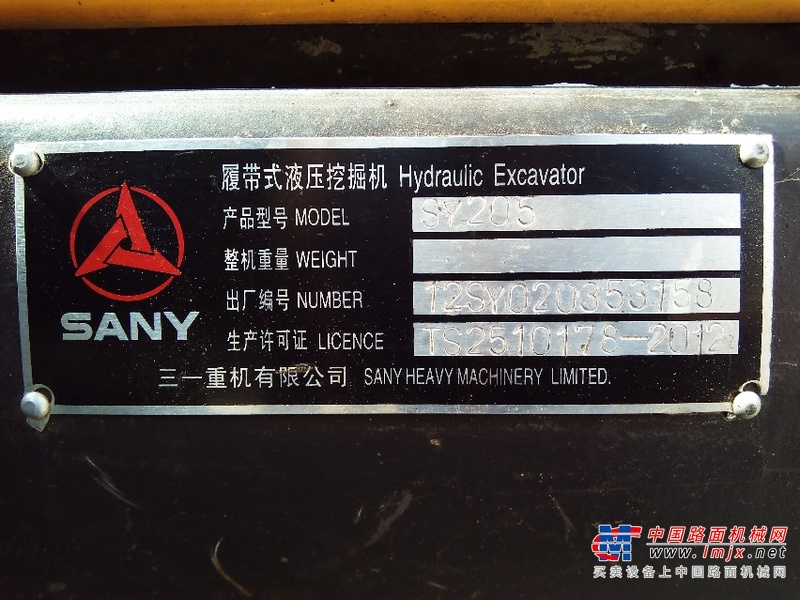 履带式液压挖掘机 Hydraulic Excavator
产品型号 MODEL SY205
整机重量 WEIGHT
出厂编号 NUMBER 12SY020353158
生产许可证 LICENCE TS2510178-2012
SANY
三一重机有限公司 SANY HEAVY MACHINERY LIMITED.
中国路面机械网
www.lmjx.net
买卖设备上中国路面机械网